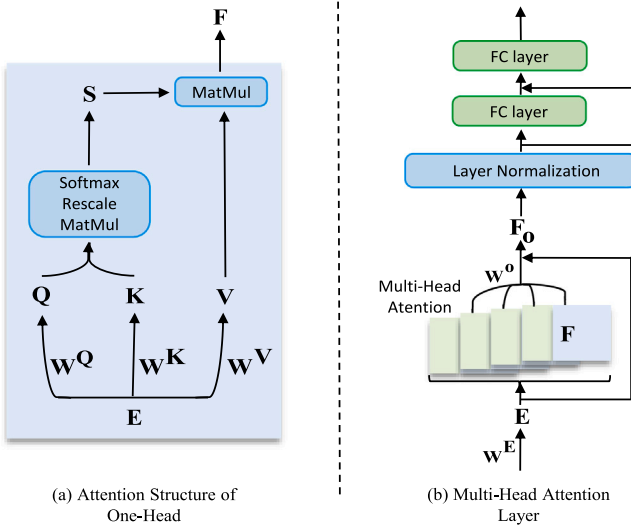 F
S
MatMul
Softmax
Rescale
MatMul
Q
K
V
W^Q
W^K
W^V
E
(a) Attention Structure of
One-Head
FC layer
FC layer
Layer Normalization
F_o
W^o
Multi-Head
Atention
F
E
W^E
(b) Multi-Head Attention
Layer